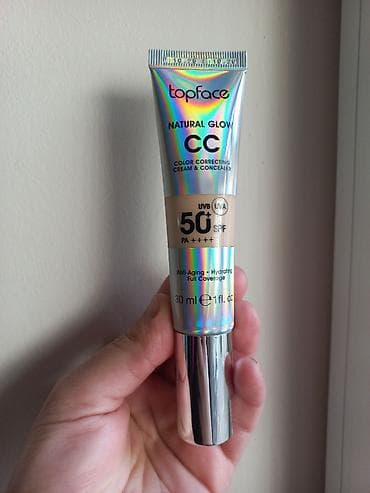 topface
NATURAL GLOW
CC
COLOR CORRECTING
CREAM & CONCEALER
UVB UVA
50+ SPF
PA ++++
Anti-Aging • Hydrating
Full Coverage
30 ml ℮ 1 fl. oz